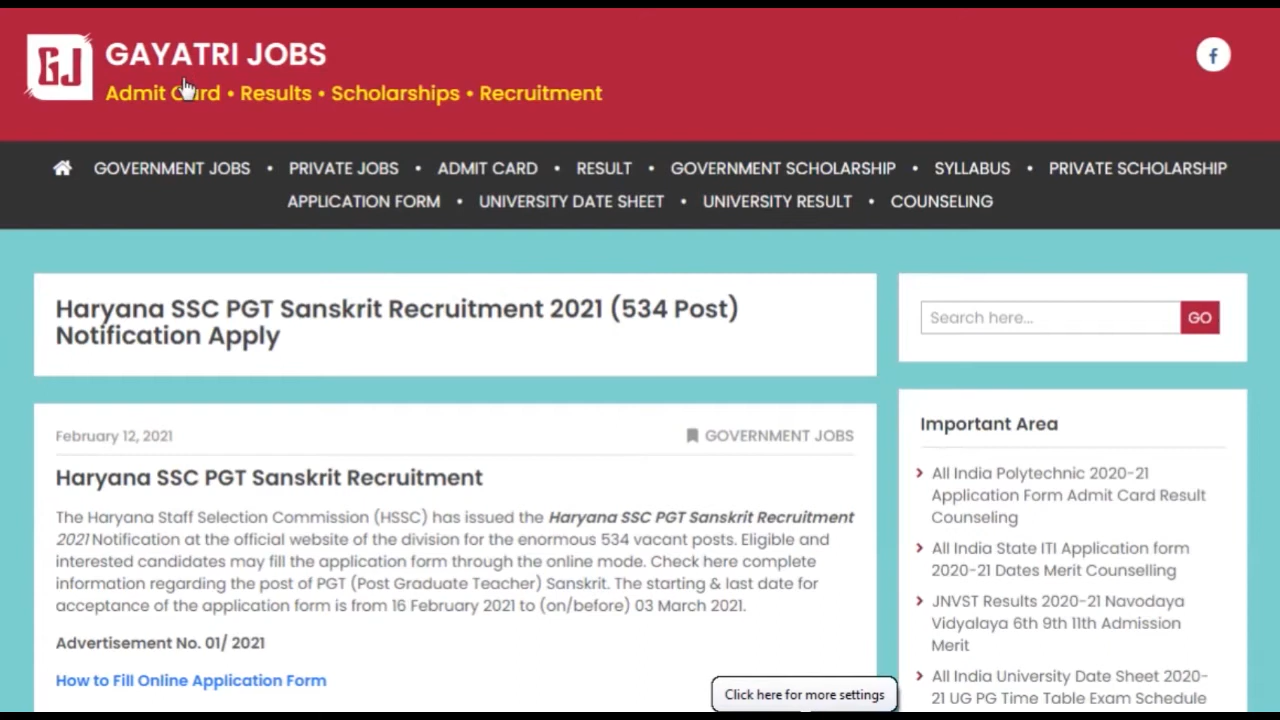 GJ
GAYATRI JOBS
Admit Card • Results • Scholarships • Recruitment
f
GOVERNMENT JOBS • PRIVATE JOBS • ADMIT CARD • RESULT • GOVERNMENT SCHOLARSHIP • SYLLABUS • PRIVATE SCHOLARSHIP
APPLICATION FORM • UNIVERSITY DATE SHEET • UNIVERSITY RESULT • COUNSELING
Haryana SSC PGT Sanskrit Recruitment 2021 (534 Post)
Notification Apply
February 12, 2021
GOVERNMENT JOBS
Haryana SSC PGT Sanskrit Recruitment
The Haryana Staff Selection Commission (HSSC) has issued the Haryana SSC PGT Sanskrit Recruitment
2021 Notification at the official website of the division for the enormous 534 vacant posts. Eligible and
interested candidates may fill the application form through the online mode. Check here complete
information regarding the post of PGT (Post Graduate Teacher) Sanskrit. The starting & last date for
acceptance of the application form is from 16 February 2021 to (on/before) 03 March 2021.
Advertisement No. 01/ 2021
How to Fill Online Application Form
Search here...
GO
Important Area
All India Polytechnic 2020-21
Application Form Admit Card Result
Counseling
All India State ITI Application form
2020-21 Dates Merit Counselling
JNVST Results 2020-21 Navodaya
Vidyalaya 6th 9th 11th Admission
Merit
All India University Date Sheet 2020-
21 UG PG Time Table Exam Schedule
Click here for more settings